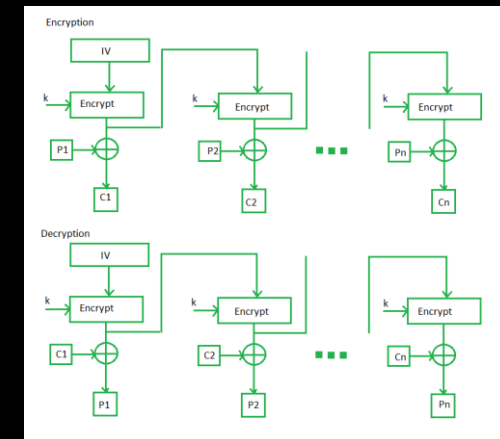 Encryption
IV
k
Encrypt
k
Encrypt
k
Encrypt
P1
P2
Pn
C1
C2
Cn
Decryption
IV
k
Encrypt
k
Encrypt
k
Encrypt
C1
C2
Cn
P1
P2
Pn